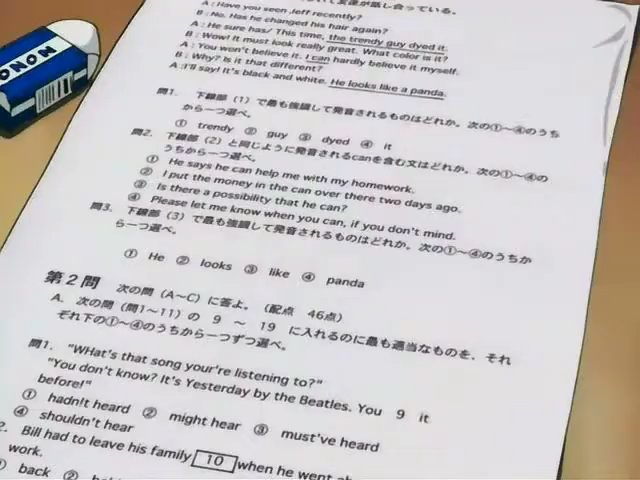 て友達が話し合っている。
A : Have you seen Jeff recently?
B : No. Has he changed his hair again?
A : He sure has! This time, the trendy guy dyed it.
B : Wow! It must look really great. What color is it?
A : You won't believe it. I can hardly believe it myself.
B : Why? Is it that different?
A :I'll say! It's black and white. He looks like a panda.
問1. 下線部（1）で最も強調して発音されるものはどれか。次の①～④のうち
から一つ選べ。
① trendy ② guy ③ dyed ④ it
問2. 下線部（2）と同じように発音されるcanを含む文はどれか。次の①～④の
うちから一つ選べ。
① He says he can help me with my homework.
② I put the money in the can over there two days ago.
③ Is there a possibility that he can?
④ Please let me know when you can, if you don't mind.
問3. 下線部（3）で最も強調して発音されるものはどれか。次の①～④のうちか
ら一つ選べ。
① He ② looks ③ like ④ panda
第２問 次の問（A～C）に答よ。（配点 46点）
A. 次の問（問1～11）の 9 ～ 19 に入れるのに最も適当なものを、それ
ぞれ下の①～④のうちから一つずつ選べ。
問1. "WHat's that song your're listening to?"
"You don't know? It's Yesterday by the Beatles. You 9 it
before!"
① hadn!t heard ② might hear ③ must've heard
④ shouldn't hear
2. Bill had to leave his family 10 when he went
work.
① back ②
MONO